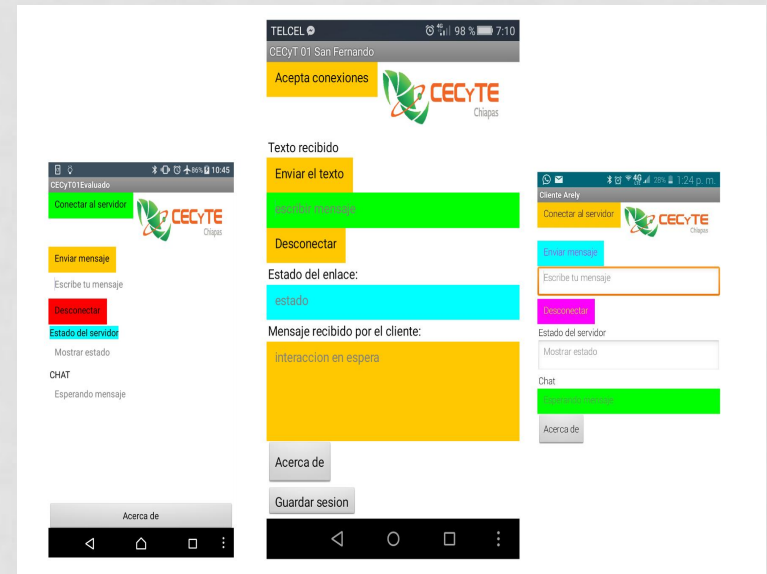 86% 10:45
CECyT01Evaluado
Conectar al servidor
CECyTE
Chiapas
Enviar mensaje
Escribe tu mensaje
Desconectar
Estado del servidor
Mostrar estado
CHAT
Esperando mensaje
Acerca de
TELCEL 4G 98 % 7:10
CECyT 01 San Fernando
Acepta conexiones
CECyTE
Chiapas
Texto recibido
Enviar el texto
escribir mensaje
Desconectar
Estado del enlace:
estado
Mensaje recibido por el cliente:
interaccion en espera
Acerca de
Guardar sesion
4G 28% 1:24 p. m.
Cliente Arely
Conectar al servidor
CECyTE
Chiapas
Enviar mensaje
Escribe tu mensaje
Desconectar
Estado del servidor
Mostrar estado
Chat
Esperando mensaje
Acerca de